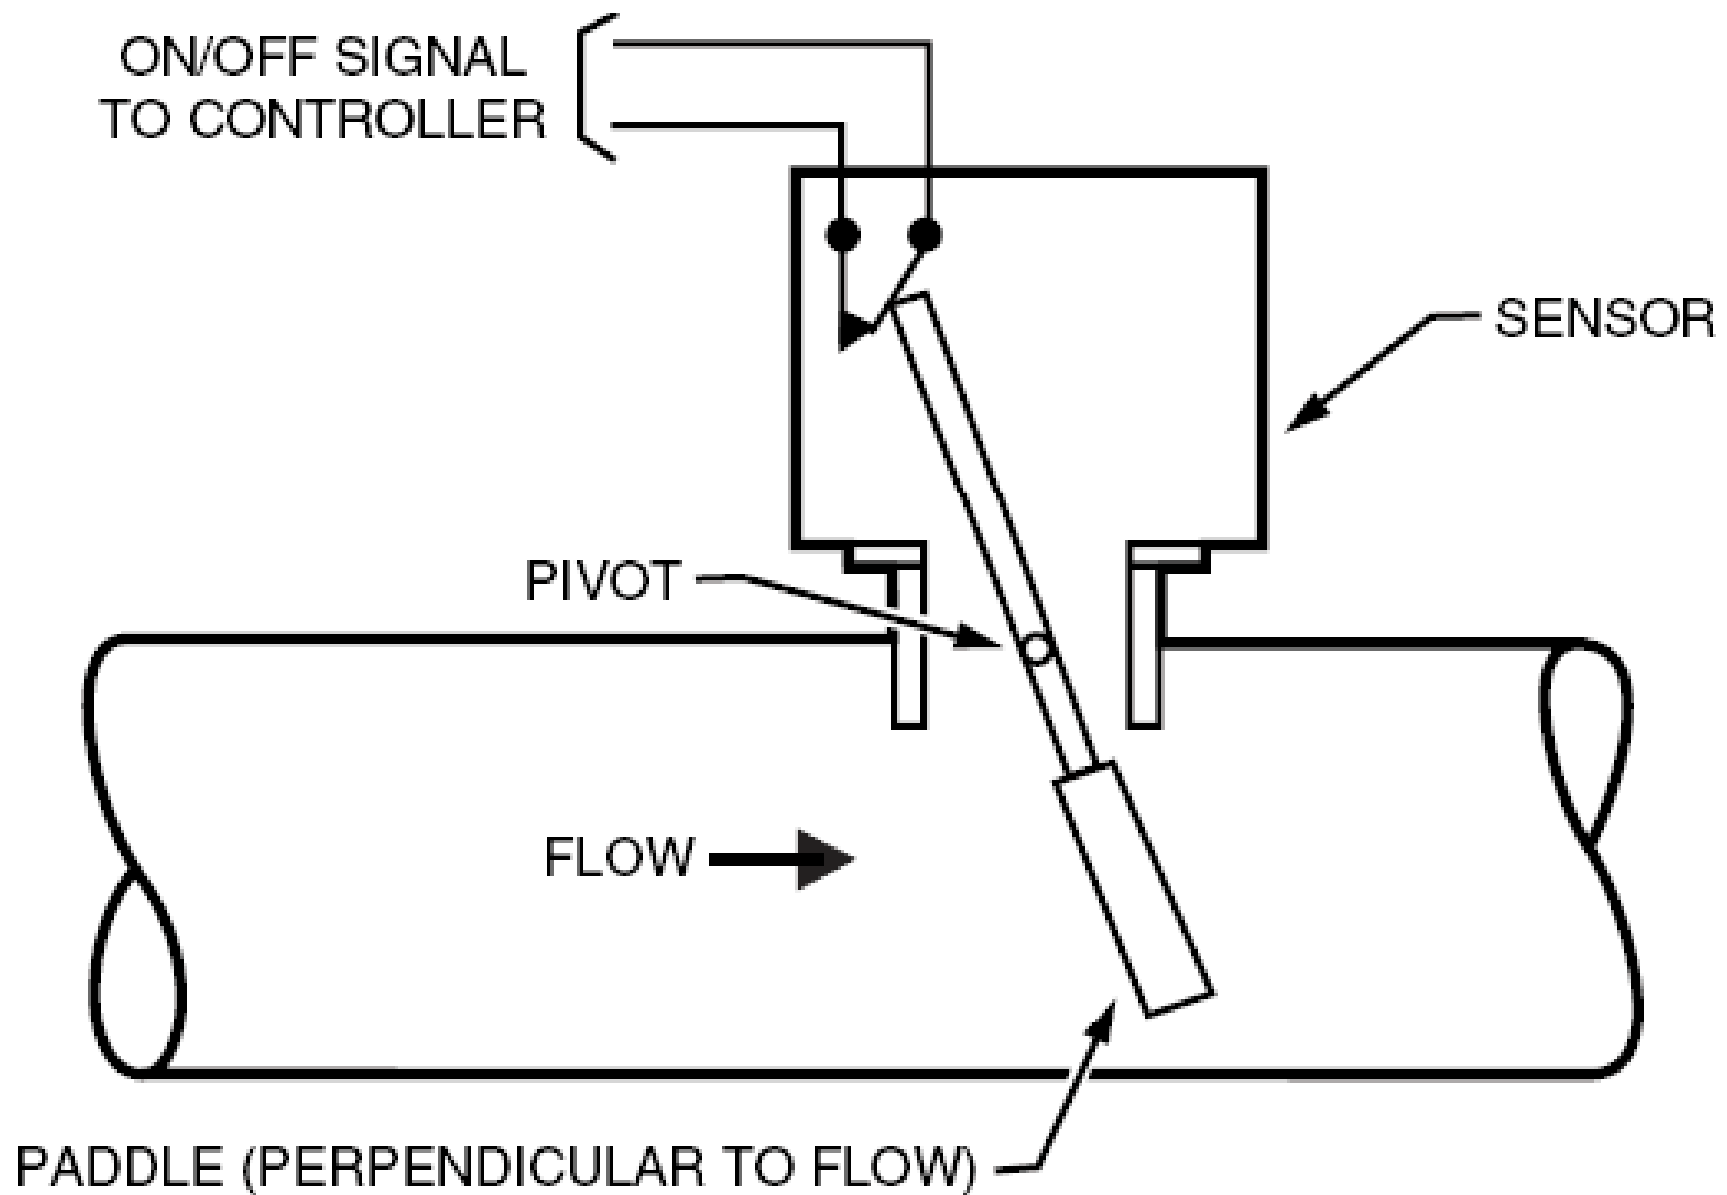 ON/OFF SIGNAL
TO CONTROLLER
SENSOR
PIVOT
FLOW
PADDLE (PERPENDICULAR TO FLOW)